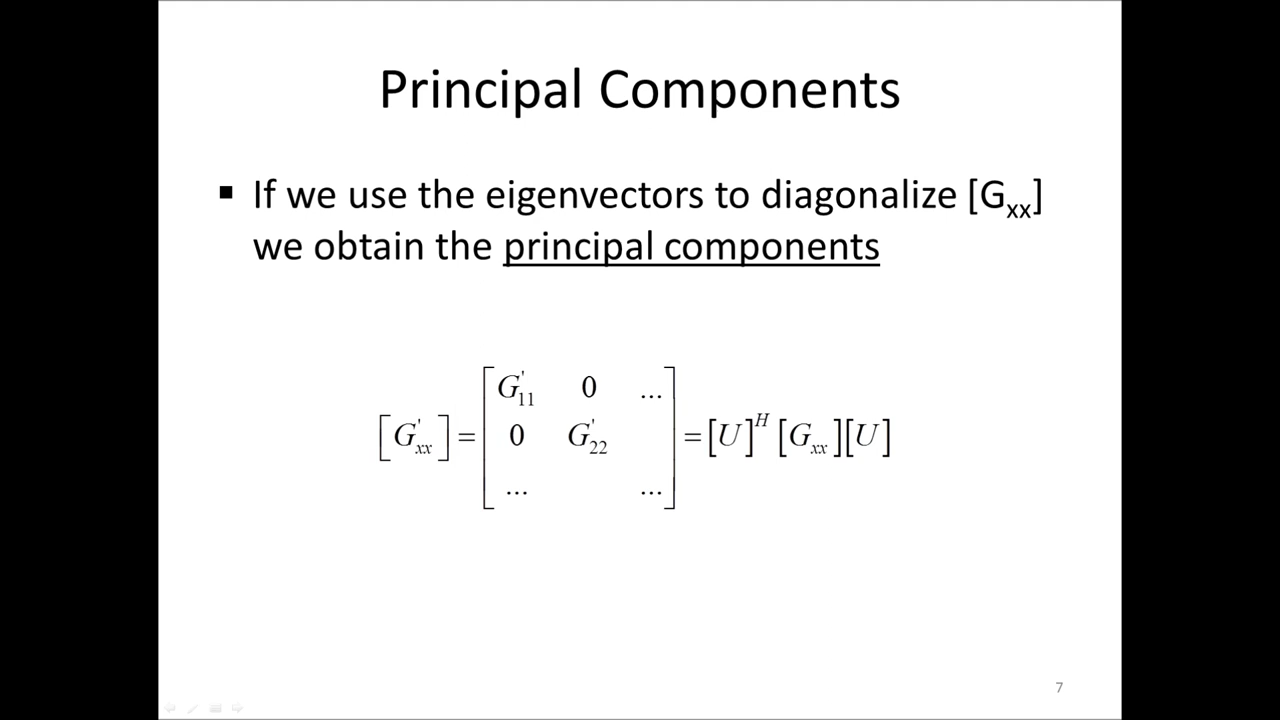 Principal Components
▪ If we use the eigenvectors to diagonalize [Gxx]
we obtain the principal components
[G'xx] = [G'11 0 ...
0 G'22
... ...] = [U]^H [Gxx][U]
7